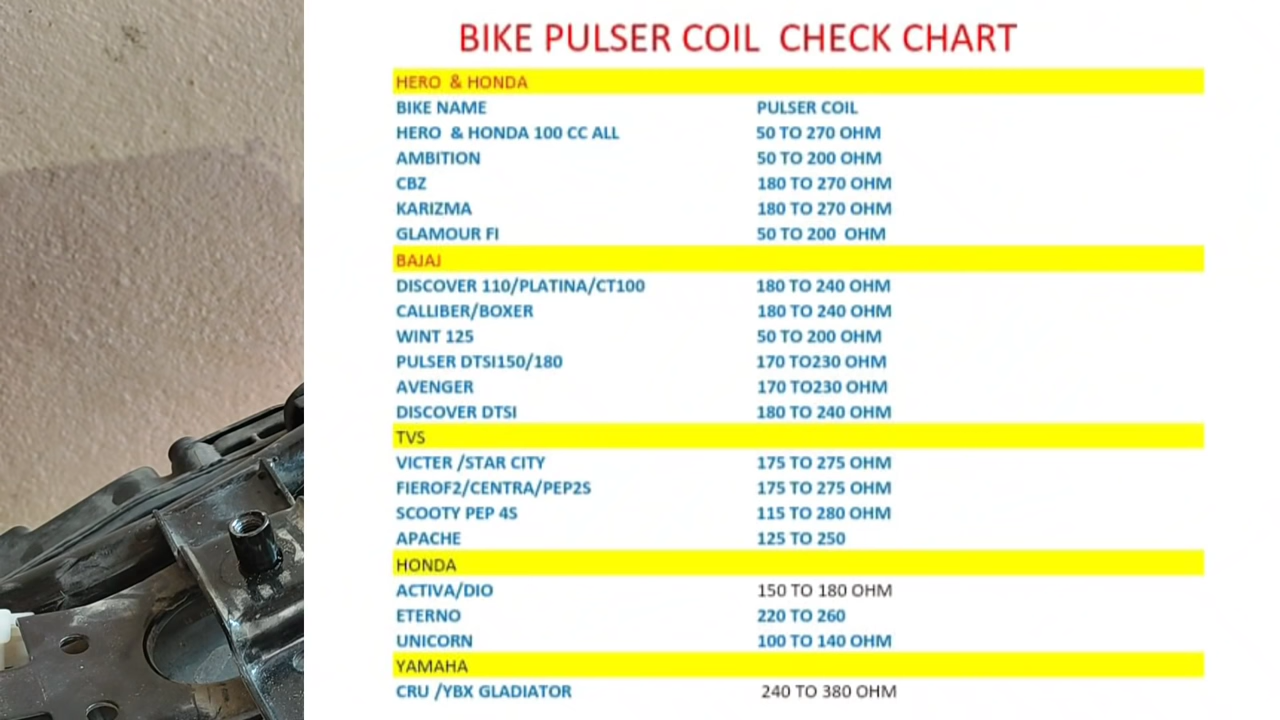 BIKE PULSER COIL CHECK CHART
HERO & HONDA
BIKE NAME PULSER COIL
HERO & HONDA 100 CC ALL 50 TO 270 OHM
AMBITION 50 TO 200 OHM
CBZ 180 TO 270 OHM
KARIZMA 180 TO 270 OHM
GLAMOUR FI 50 TO 200 OHM
BAJAJ
DISCOVER 110/PLATINA/CT100 180 TO 240 OHM
CALLIBER/BOXER 180 TO 240 OHM
WINT 125 50 TO 200 OHM
PULSER DTSI150/180 170 TO230 OHM
AVENGER 170 TO230 OHM
DISCOVER DTSI 180 TO 240 OHM
TVS
VICTER /STAR CITY 175 TO 275 OHM
FIEROF2/CENTRA/PEP2S 175 TO 275 OHM
SCOOTY PEP 4S 115 TO 280 OHM
APACHE 125 TO 250
HONDA
ACTIVA/DIO 150 TO 180 OHM
ETERNO 220 TO 260
UNICORN 100 TO 140 OHM
YAMAHA
CRU /YBX GLADIATOR 240 TO 380 OHM